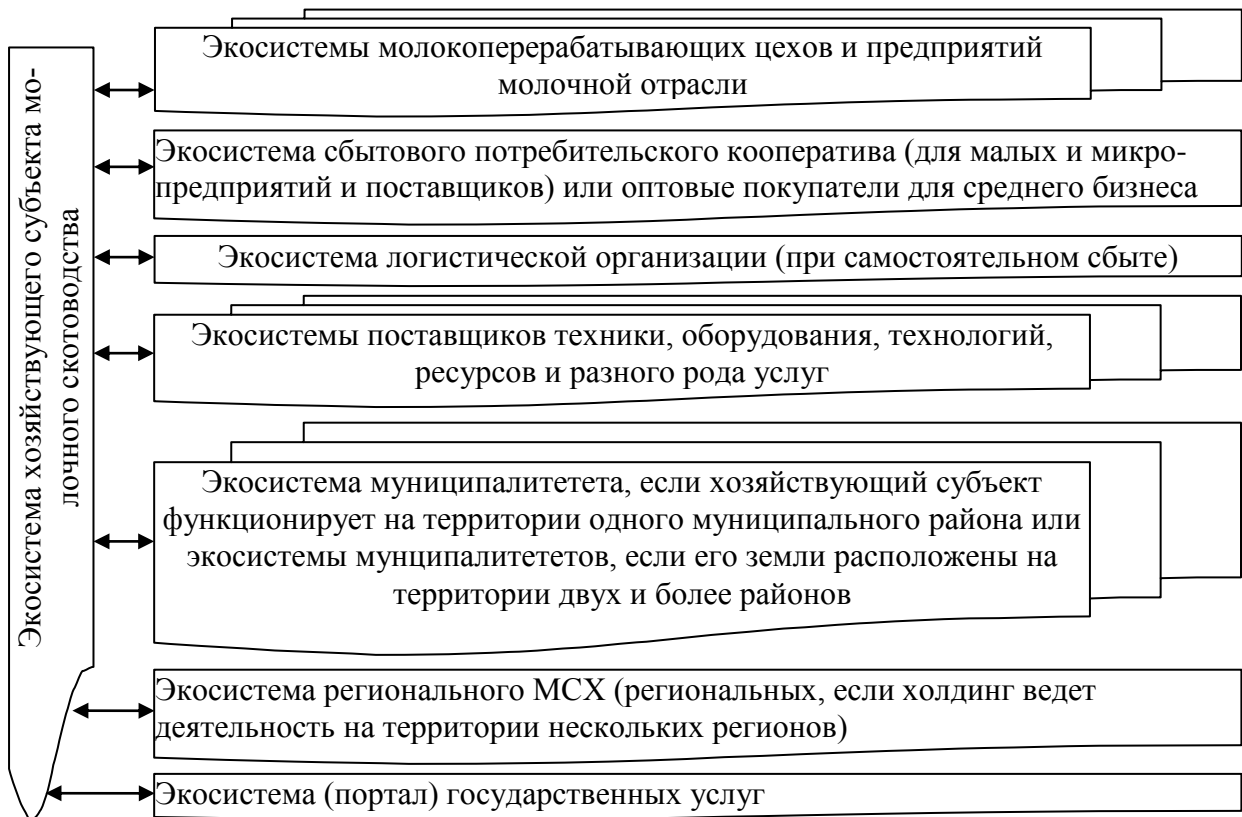 Экосистема хозяйствующего субъекта мо-
лочного скотоводства
Экосистемы молокоперерабатывающих цехов и предприятий
молочной отрасли
Экосистема сбытового потребительского кооператива (для малых и микро-
предприятий и поставщиков) или оптовые покупатели для среднего бизнеса
Экосистема логистической организации (при самостоятельном сбыте)
Экосистемы поставщиков техники, оборудования, технологий,
ресурсов и разного рода услуг
Экосистема муниципалитетета, если хозяйствующий субъект
функционирует на территории одного муниципального района или
экосистемы мунципалитететов, если его земли расположены на
территории двух и более районов
Экосистема регионального МСХ (региональных, если холдинг ведет
деятельность на территории нескольких регионов)
Экосистема (портал) государственных услуг